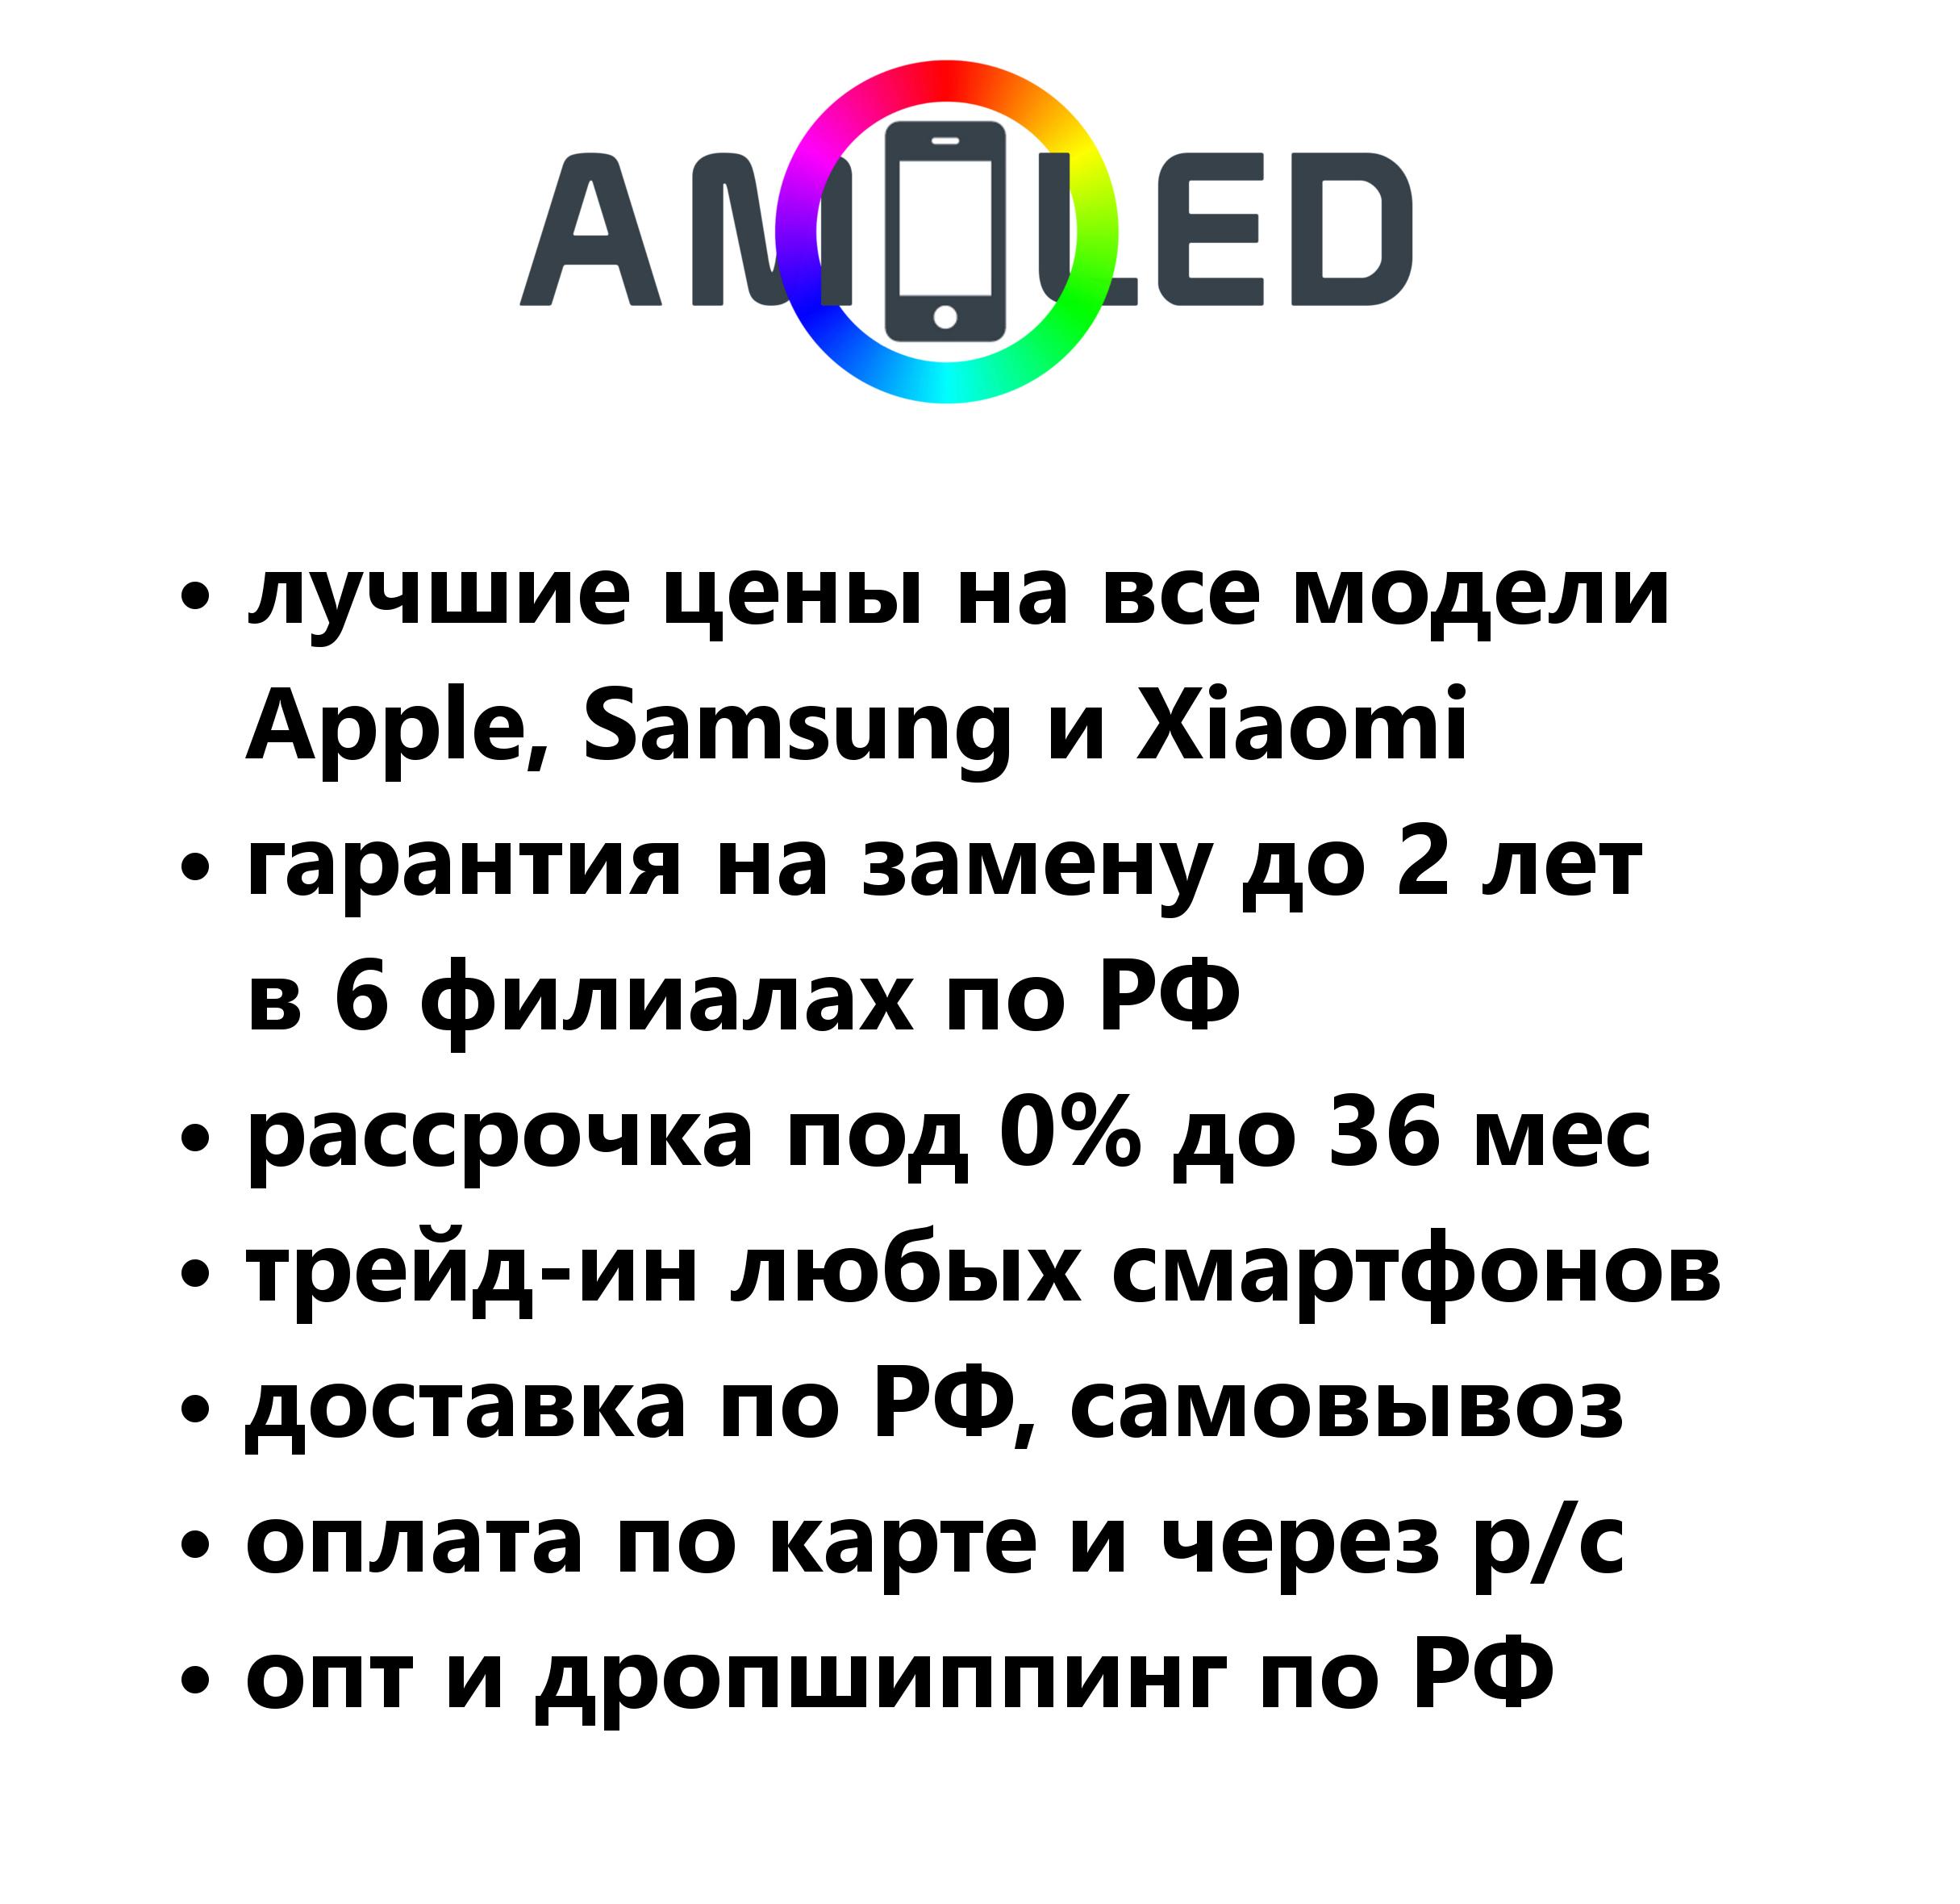 AMOLED
• лучшие цены на все модели
Apple, Samsung и Xiaomi
• гарантия на замену до 2 лет
в 6 филиалах по РФ
• рассрочка под 0% до 36 мес
• трейд-ин любых смартфонов
• доставка по РФ, самовывоз
• оплата по карте и через р/с
• опт и дропшиппинг по РФ